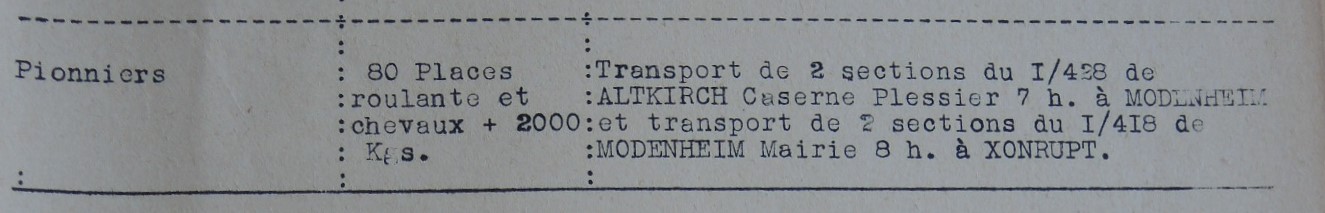 Pionniers : 80 Places :Transport de 2 sections du I/428 de
:roulante et :ALTKIRCH Caserne Plessier 7 h. à MODENHEIM
:chevaux + 2000:et transport de 2 sections du I/4I8 de
: Kgs. :MODENHEIM Mairie 8 h. à XONRUPT.